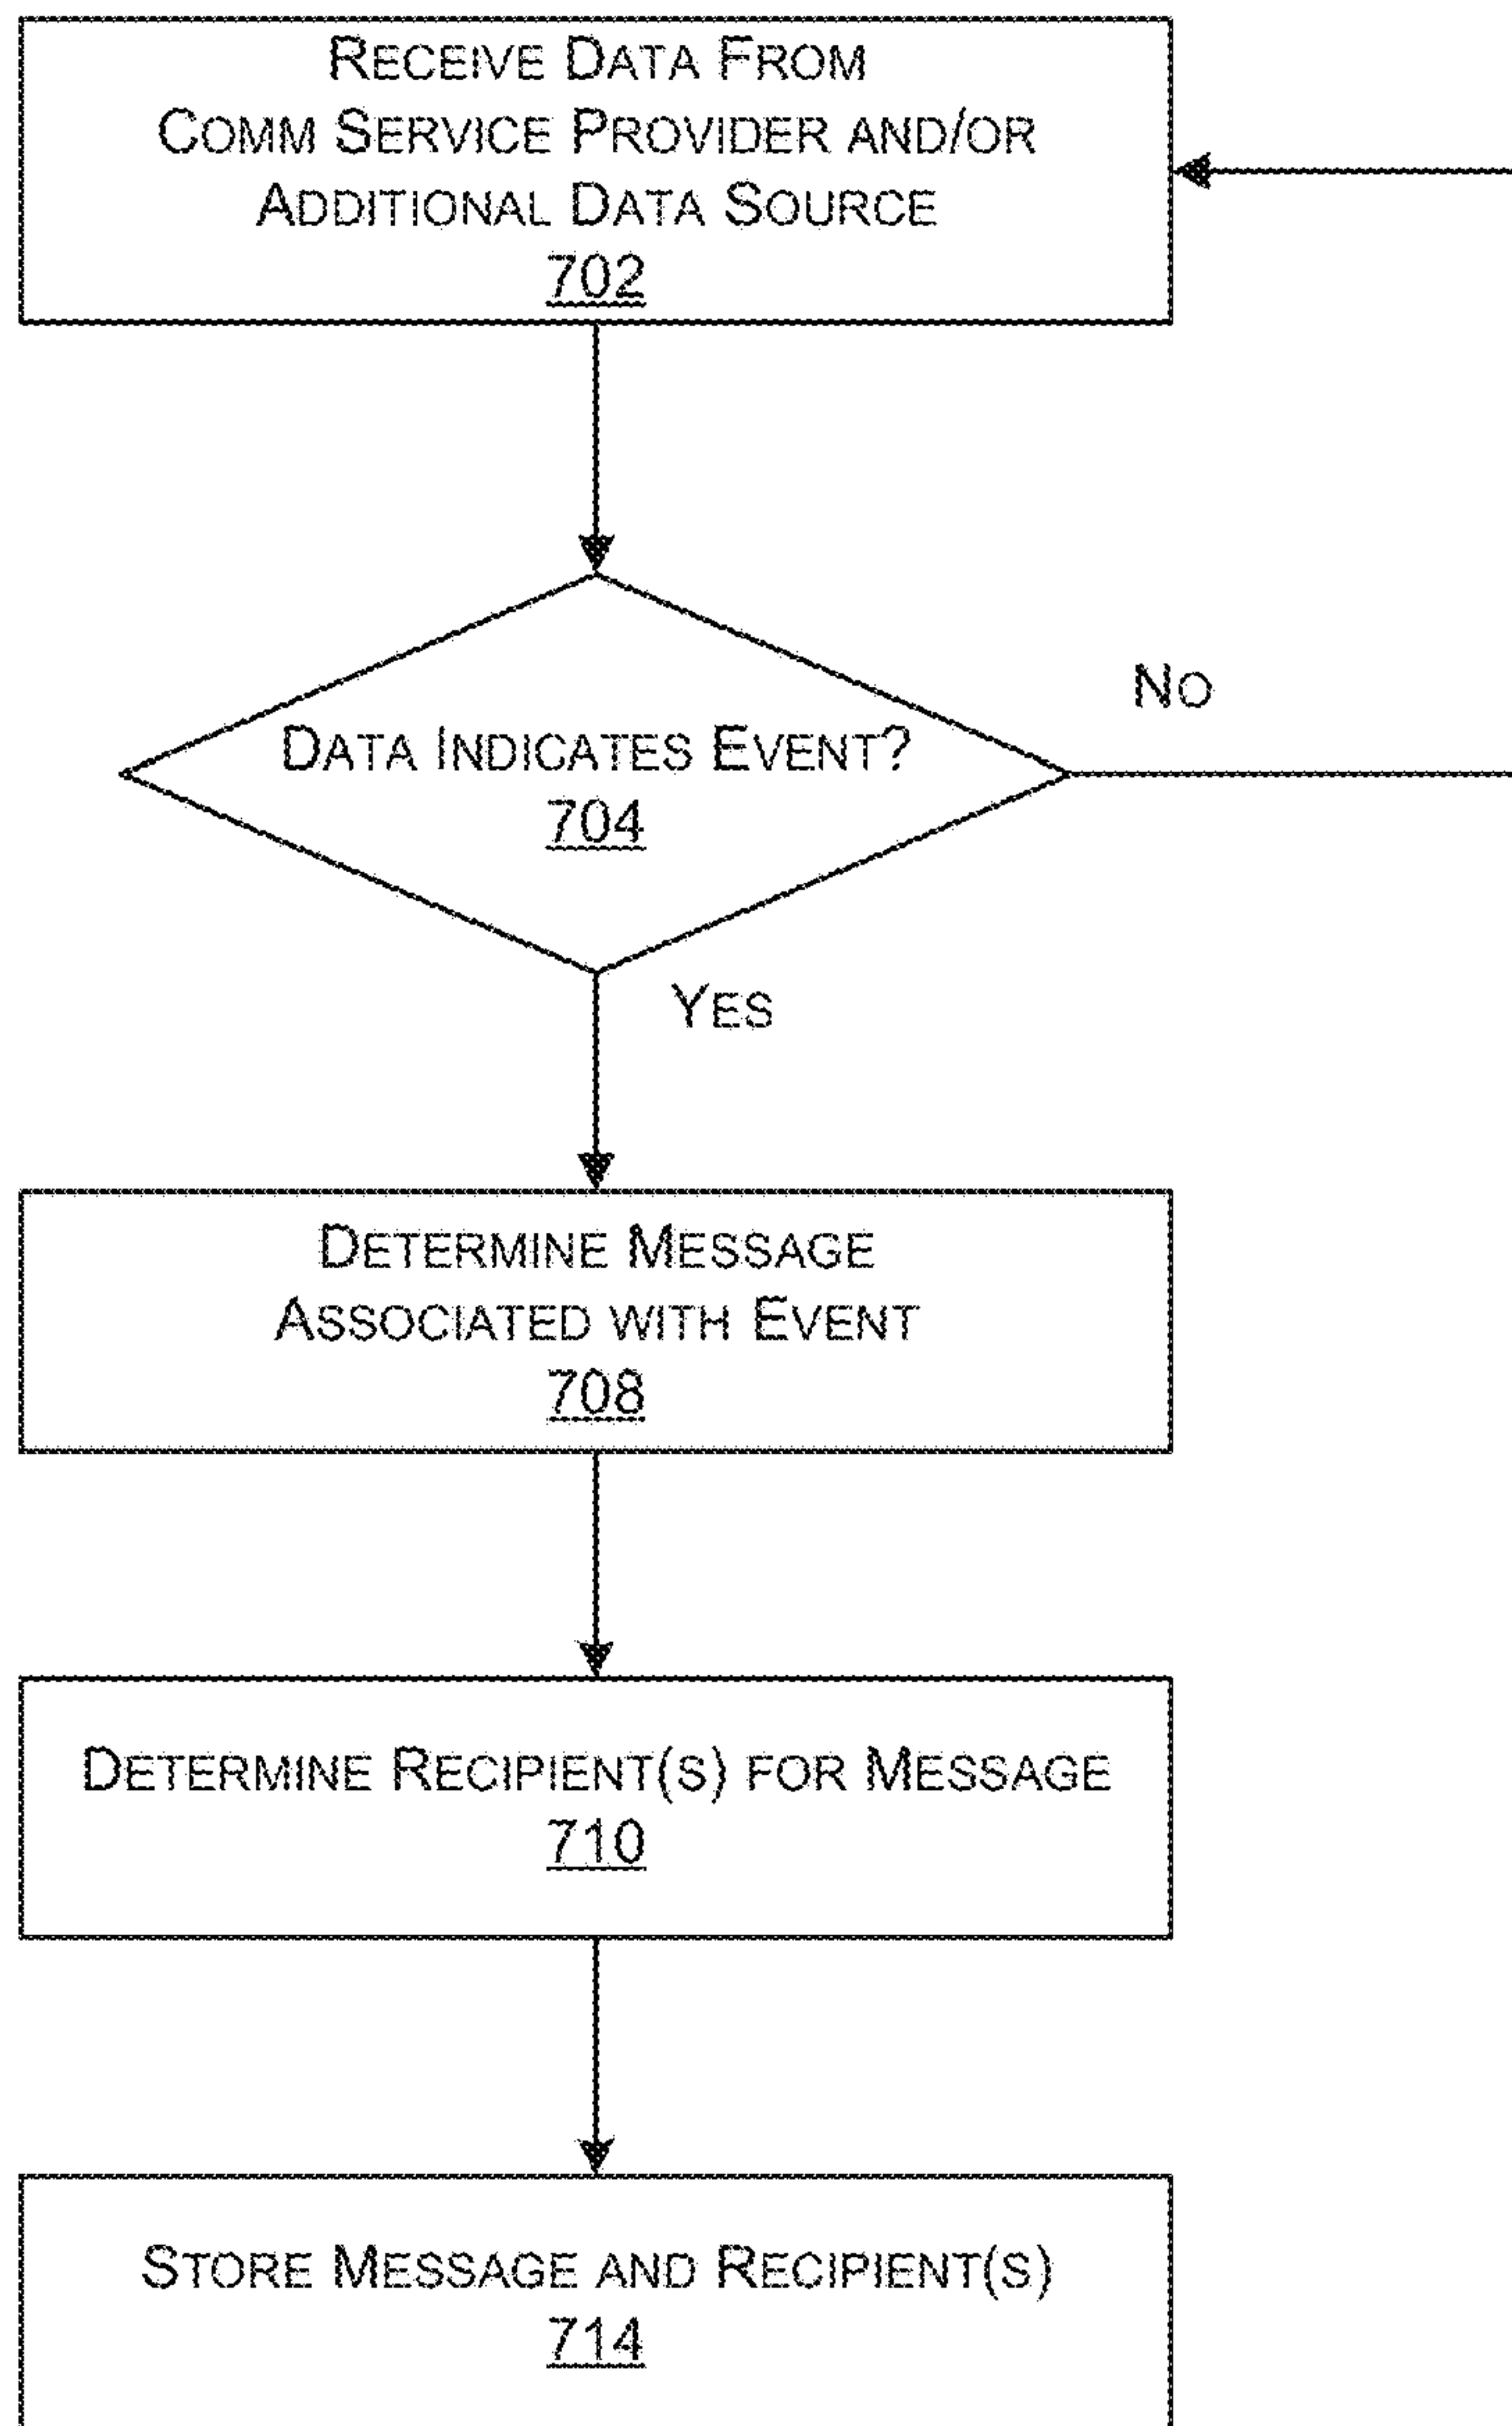 RECEIVE DATA FROM
COMM SERVICE PROVIDER AND/OR
ADDITIONAL DATA SOURCE
702
DATA INDICATES EVENT?
704
NO
YES
DETERMINE MESSAGE
ASSOCIATED WITH EVENT
708
DETERMINE RECIPIENT(S) FOR MESSAGE
710
STORE MESSAGE AND RECIPIENT(S)
714